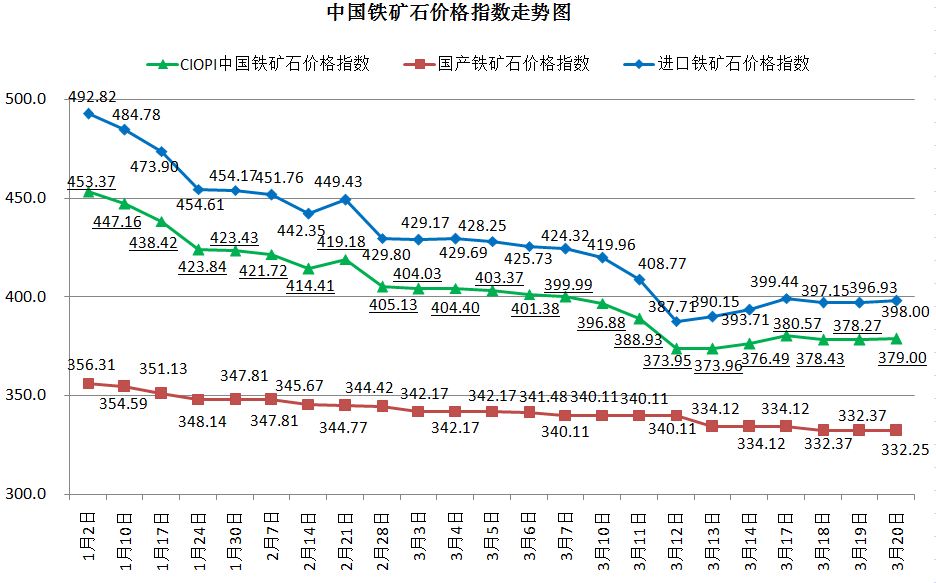 中国铁矿石价格指数走势图
CIOPI中国铁矿石价格指数 国产铁矿石价格指数 进口铁矿石价格指数
500.0
450.0
400.0
350.0
300.0
492.82 484.78 473.90 454.61 454.17 451.76 442.35 449.43 429.80 429.17 429.69 428.25 425.73 424.32 419.96 408.77 387.71 390.15 393.71 399.44 397.15 396.93 398.00
453.37 447.16 438.42 423.84 423.43 421.72 414.41 419.18 405.13 404.03 404.40 403.37 401.38 399.99 396.88 388.93 373.95 373.96 376.49 380.57 378.43 378.27 379.00
356.31 354.59 351.13 348.14 347.81 347.81 345.67 344.77 344.42 342.17 342.17 342.17 341.48 340.11 340.11 340.11 340.11 334.12 334.12 334.12 332.37 332.37 332.25
1月2日 1月10日 1月17日 1月24日 1月30日 2月7日 2月14日 2月21日 2月28日 3月3日 3月4日 3月5日 3月6日 3月7日 3月10日 3月11日 3月12日 3月13日 3月14日 3月17日 3月18日 3月19日 3月20日